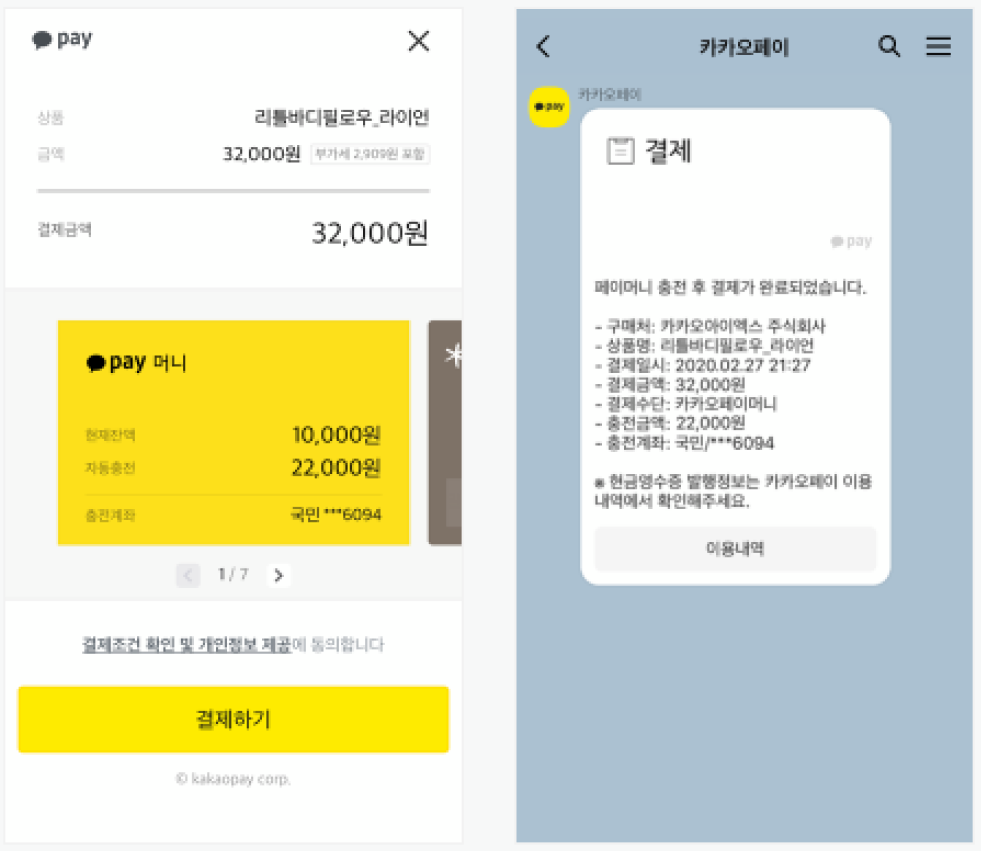 pay
상품 리틀바디필로우_라이언
금액 32,000원 부가세 2,909원 포함
결제금액 32,000원
pay 머니
현재잔액 10,000원
자동충전 22,000원
충전계좌 국민 ***6094
1 / 7
결제조건 확인 및 개인정보 제공에 동의합니다
결제하기
© kakaopay corp.
카카오페이
pay
카카오페이
결제
pay
페이머니 충전 후 결제가 완료되었습니다.
- 구매처: 카카오아이엑스 주식회사
- 상품명: 리틀바디필로우_라이언
- 결제일시: 2020.02.27 21:27
- 결제금액: 32,000원
- 결제수단: 카카오페이머니
- 충전금액: 22,000원
- 충전계좌: 국민/***6094
※ 현금영수증 발행정보는 카카오페이 이용
내역에서 확인해주세요.
이용내역